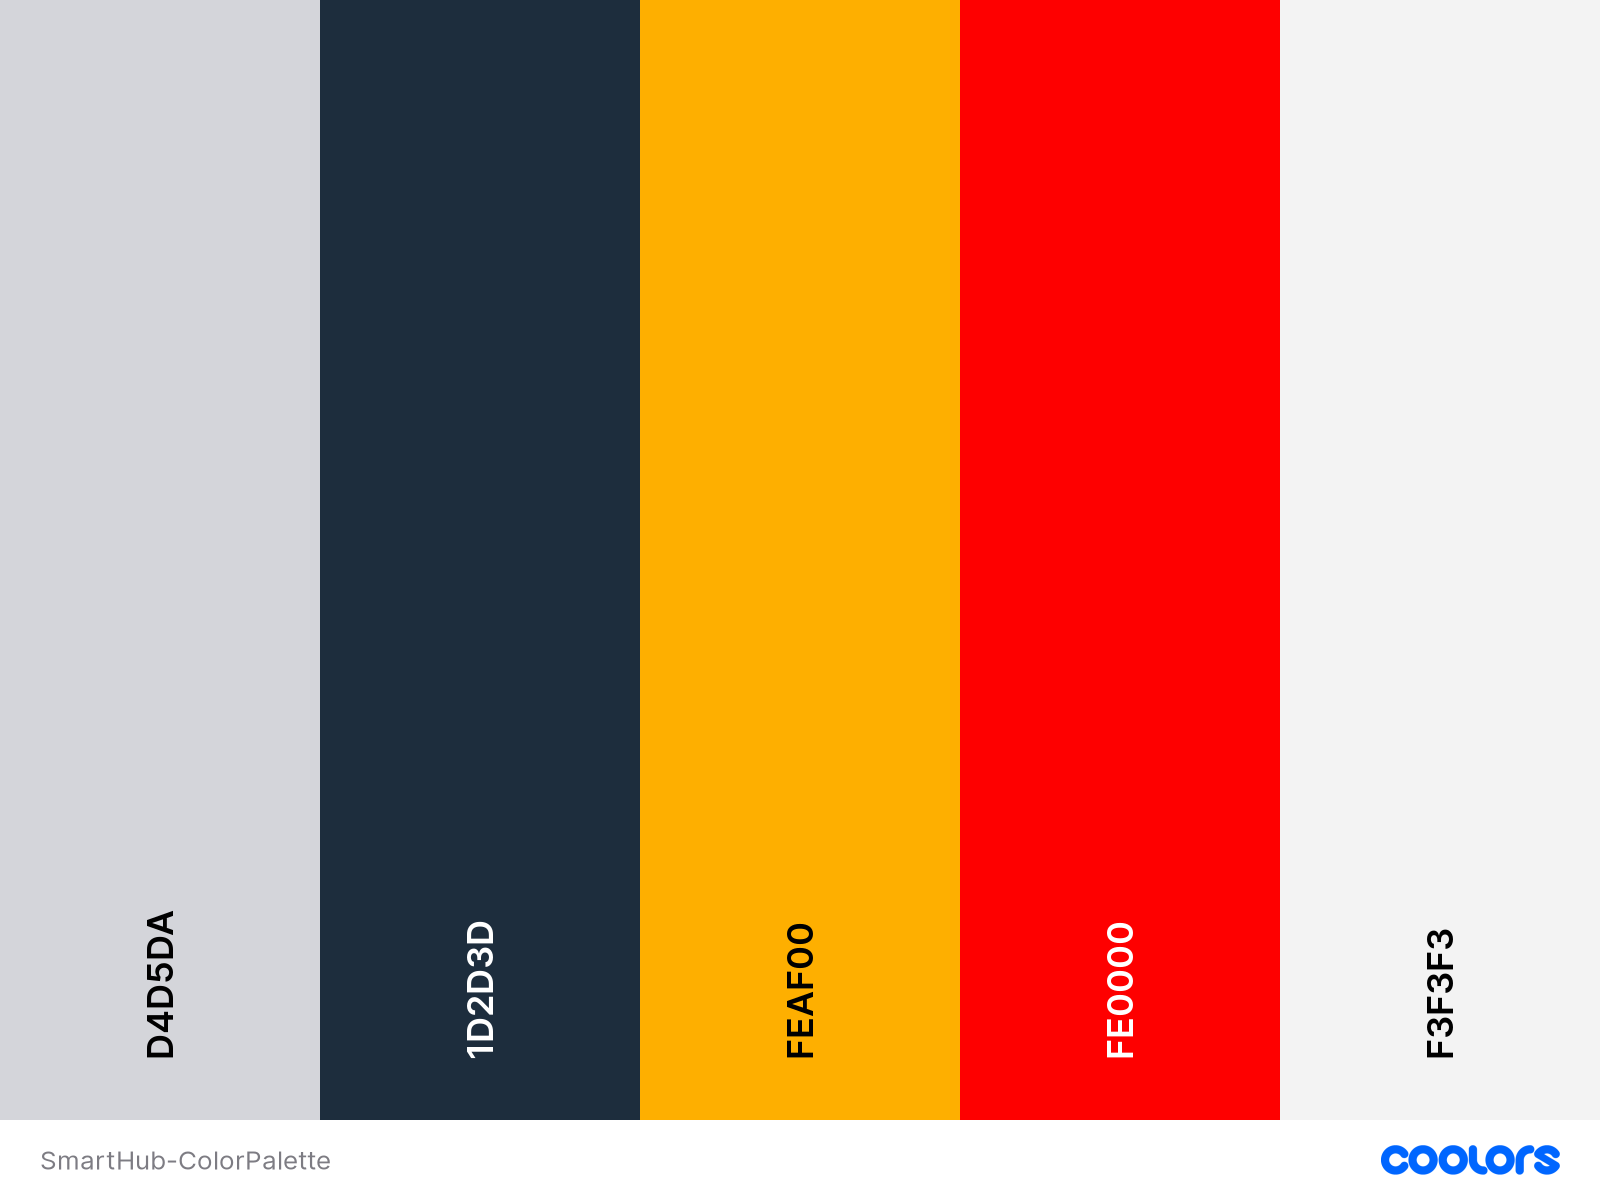 D4D5DA
1D2D3D
FEAF00
FE0000
F3F3F3
SmartHub-ColorPalette
coolors